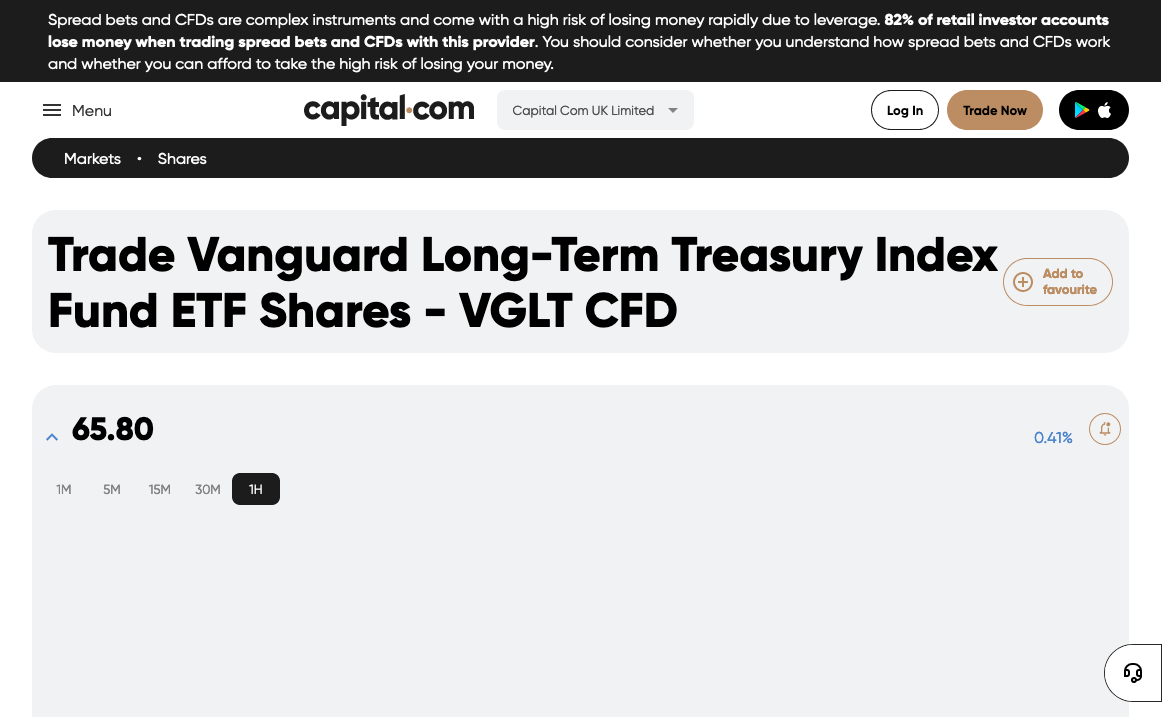 Spread bets and CFDs are complex instruments and come with a high risk of losing money rapidly due to leverage. 82% of retail investor accounts
lose money when trading spread bets and CFDs with this provider. You should consider whether you understand how spread bets and CFDs work
and whether you can afford to take the high risk of losing your money.
Menu
capital.com
Capital Com UK Limited
Log In
Trade Now
Markets • Shares
Trade Vanguard Long-Term Treasury Index
Fund ETF Shares - VGLT CFD
Add to
favourite
65.80
0.41%
1M 5M 15M 30M 1H